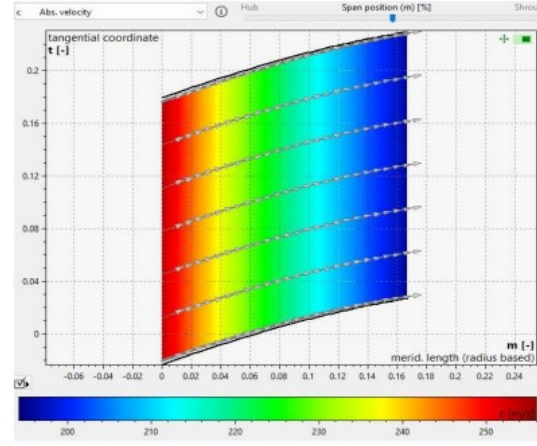 c Abs. velocity Hub Span position (m) [%] Shrou
tangential coordinate
t [-]
0.2
0.16
0.12
0.08
0.04
0
m [-]
merid. length (radius based)
-0.06 -0.04 -0.02 0 0.02 0.04 0.06 0.08 0.1 0.12 0.14 0.16 0.18 0.2 0.22 0.24
c [m/s]
200 210 220 230 240 250